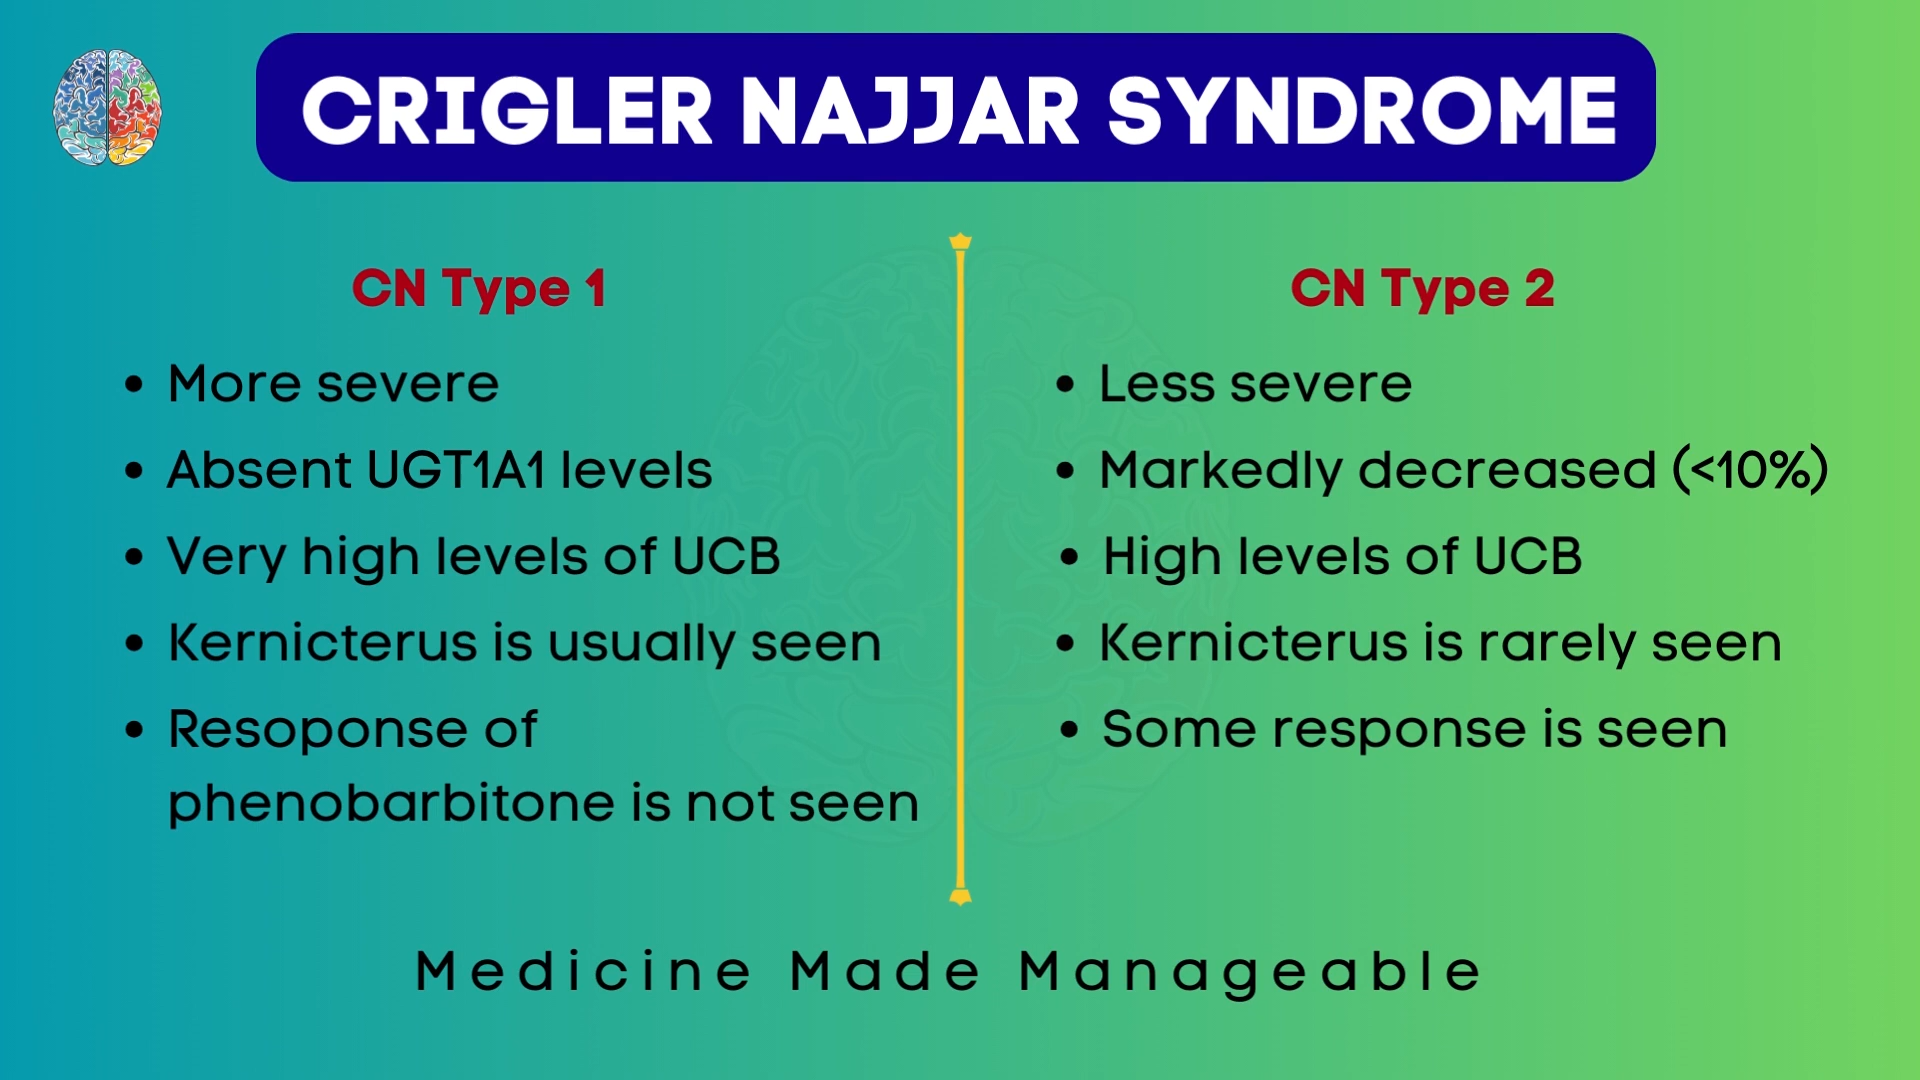 CRIGLER NAJJAR SYNDROME
CN Type 1
• More severe
• Absent UGT1A1 levels
• Very high levels of UCB
• Kernicterus is usually seen
• Resoponse of
phenobarbitone is not seen
CN Type 2
• Less severe
• Markedly decreased (<10%)
• High levels of UCB
• Kernicterus is rarely seen
• Some response is seen
Medicine Made Manageable